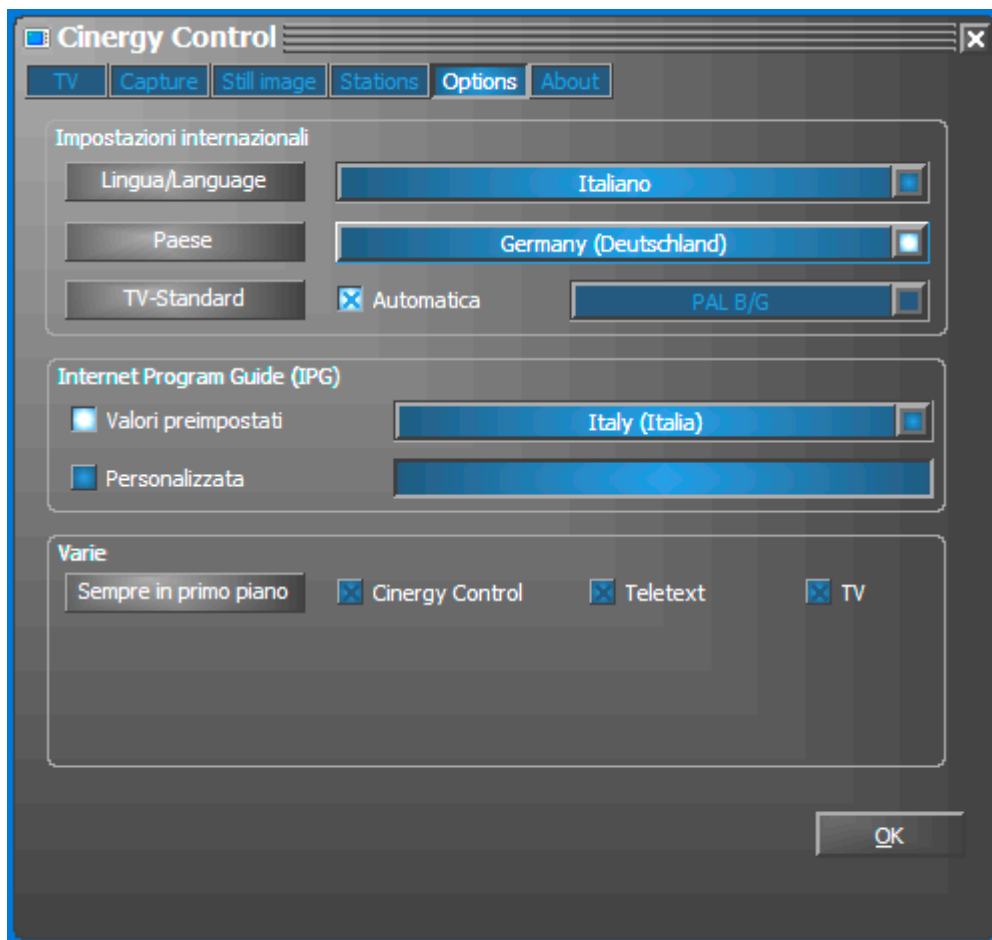 Cinergy Control
TV Capture Still image Stations Options About
Impostazioni internazionali
Lingua/Language Italiano
Paese Germany (Deutschland)
TV-Standard Automatica PAL B/G
Internet Program Guide (IPG)
Valori preimpostati Italy (Italia)
Personalizzata
Varie
Sempre in primo piano Cinergy Control Teletext TV
OK